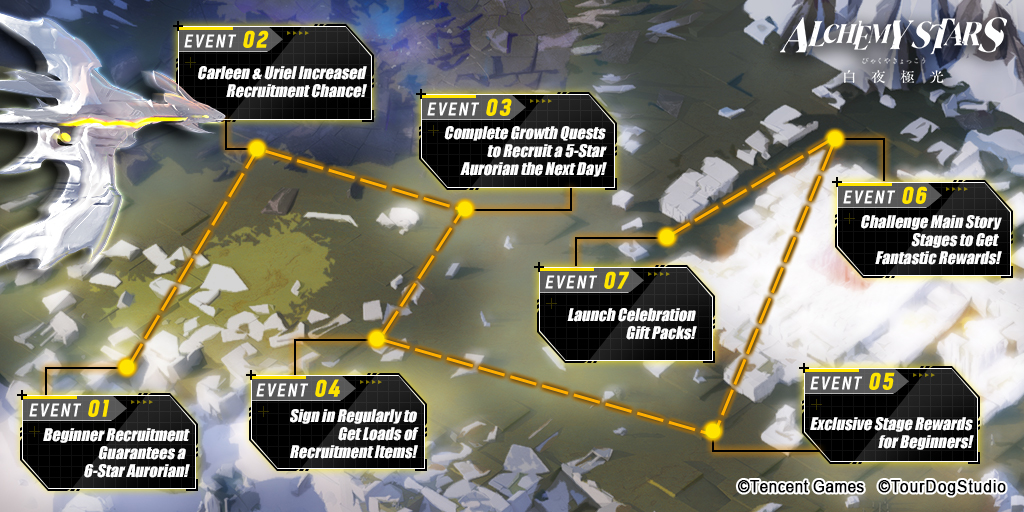 ALCHEMY STARS
びゃくやきょっこう
白夜極光
EVENT 01
Beginner Recruitment
Guarantees a
6-Star Aurorian!
EVENT 02
Carleen & Uriel Increased
Recruitment Chance!
EVENT 03
Complete Growth Quests
to Recruit a 5-Star
Aurorian the Next Day!
EVENT 04
Sign in Regularly to
Get Loads of
Recruitment Items!
EVENT 05
Exclusive Stage Rewards
for Beginners!
EVENT 06
Challenge Main Story
Stages to Get
Fantastic Rewards!
EVENT 07
Launch Celebration
Gift Packs!
©Tencent Games ©TourDogStudio